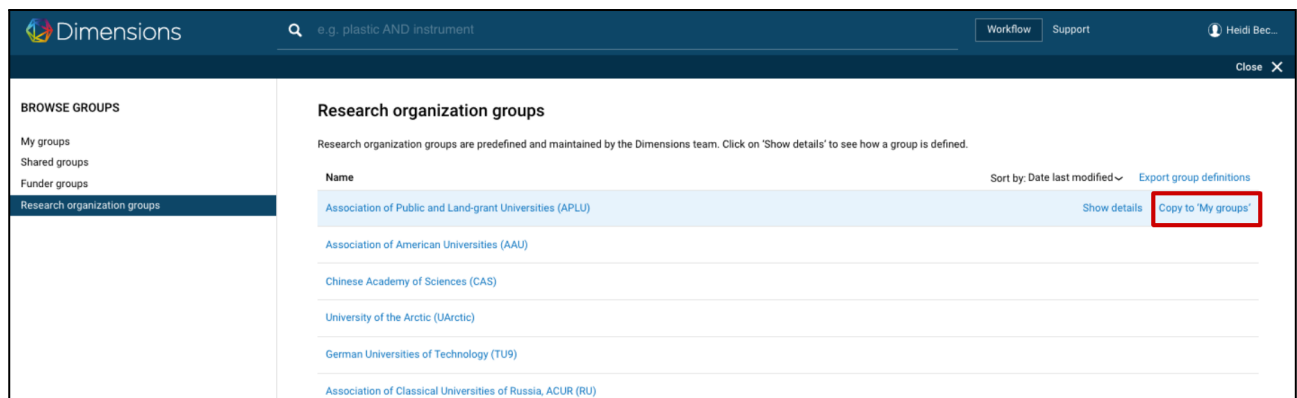 Dimensions
e.g. plastic AND instrument
Workflow
Support
Heidi Bec...
Close
BROWSE GROUPS
My groups
Shared groups
Funder groups
Research organization groups
Research organization groups
Research organization groups are predefined and maintained by the Dimensions team. Click on 'Show details' to see how a group is defined.
Name
Sort by: Date last modified
Export group definitions
Association of Public and Land-grant Universities (APLU)
Show details
Copy to 'My groups'
Association of American Universities (AAU)
Chinese Academy of Sciences (CAS)
University of the Arctic (UArctic)
German Universities of Technology (TU9)
Association of Classical Universities of Russia, ACUR (RU)